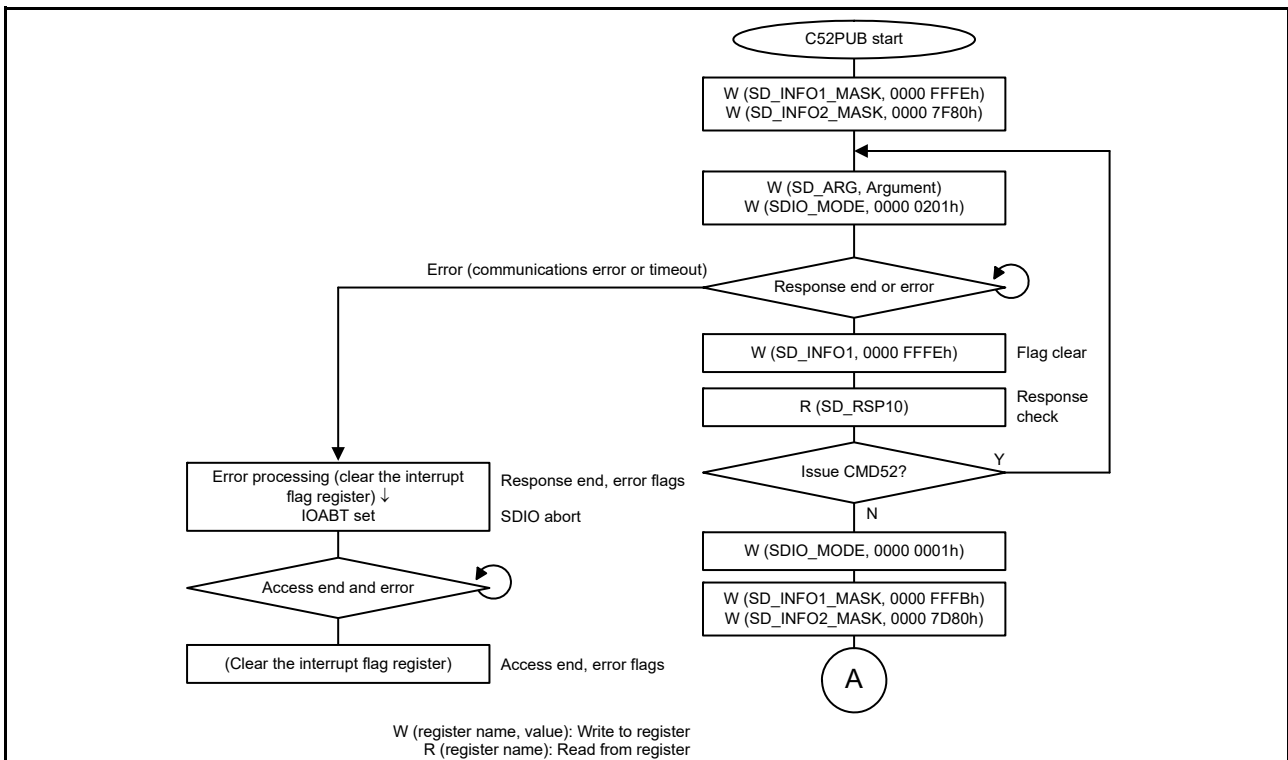 C52PUB start
W (SD_INFO1_MASK, 0000 FFFEh)
W (SD_INFO2_MASK, 0000 7F80h)
W (SD_ARG, Argument)
W (SDIO_MODE, 0000 0201h)
Error (communications error or timeout)
Response end or error
W (SD_INFO1, 0000 FFFEh)
Flag clear
R (SD_RSP10)
Response
check
Issue CMD52?
Y
N
Error processing (clear the interrupt
flag register) ↓
IOABT set
Response end, error flags
SDIO abort
W (SDIO_MODE, 0000 0001h)
Access end and error
W (SD_INFO1_MASK, 0000 FFFBh)
W (SD_INFO2_MASK, 0000 7D80h)
(Clear the interrupt flag register)
Access end, error flags
A
W (register name, value): Write to register
R (register name): Read from register